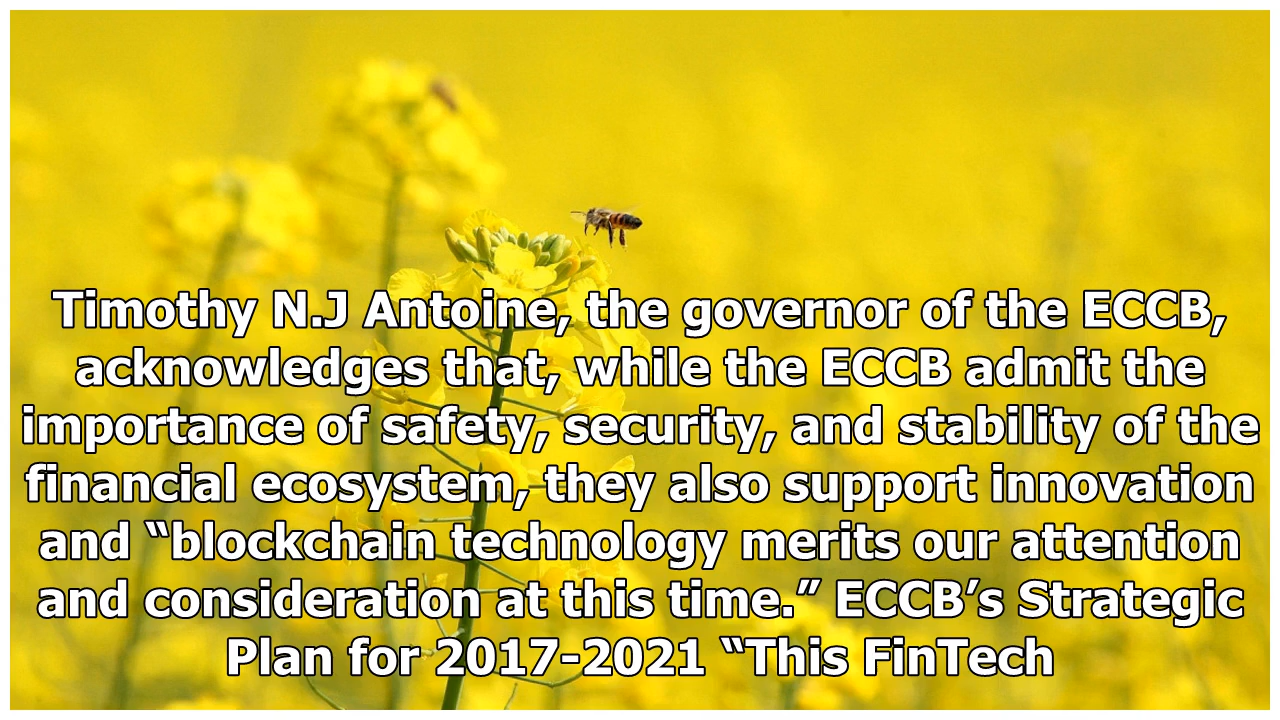 Timothy N.J Antoine, the governor of the ECCB,
acknowledges that, while the ECCB admit the
importance of safety, security, and stability of the
financial ecosystem, they also support innovation
and “blockchain technology merits our attention
and consideration at this time.” ECCB’s Strategic
Plan for 2017-2021 “This FinTech